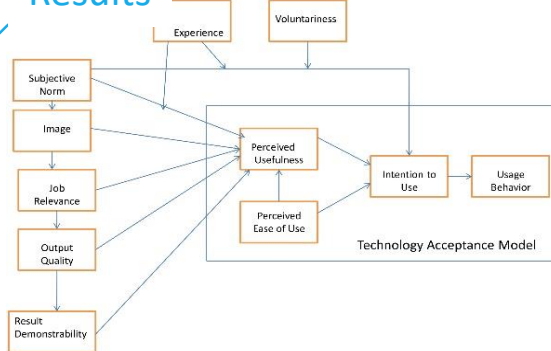 Results
Experience
Voluntariness
Subjective
Norm
Image
Job
Relevance
Output
Quality
Result
Demonstrability
Perceived
Usefulness
Perceived
Ease of Use
Intention to
Use
Usage
Behavior
Technology Acceptance Model